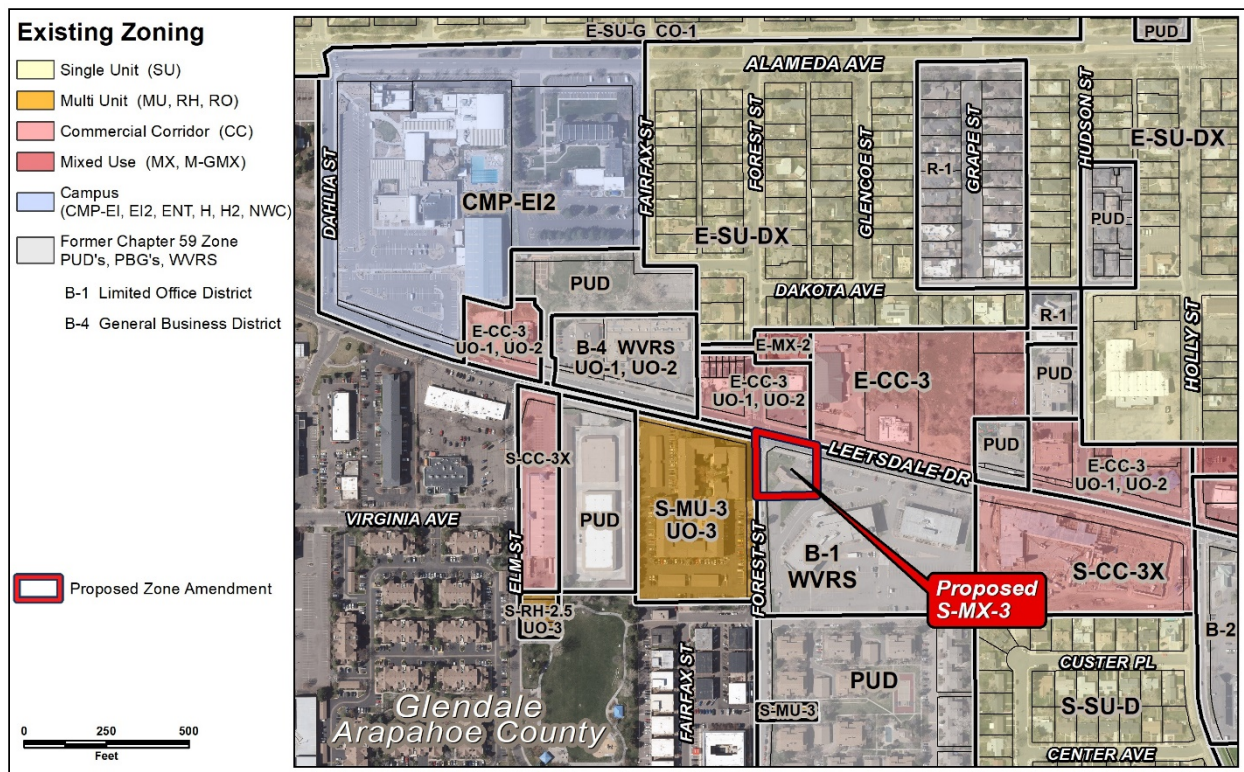 Existing Zoning
Single Unit (SU)
Multi Unit (MU, RH, RO)
Commercial Corridor (CC)
Mixed Use (MX, M-GMX)
Campus
(CMP-EI, EI2, ENT, H, H2, NWC)
Former Chapter 59 Zone
PUD's, PBG's, WVRS
B-1 Limited Office District
B-4 General Business District
Proposed Zone Amendment
0 250 500
Feet
E-SU-G CO-1
PUD
ALAMEDA AVE
DAHLIA ST
FAIRFAX ST
FOREST ST
GLENCOE ST
GRAPE ST
HUDSON ST
E-SU-DX
R-1
CMP-EI2
PUD
E-SU-DX
PUD
DAKOTA AVE
R-1
HOLLY ST
E-CC-3
UO-1, UO-2
B-4 WVRS
UO-1, UO-2
E-MX-2
E-CC-3
UO-1, UO-2
E-CC-3
PUD
S-CC-3X
LEETSDALE DR
PUD
E-CC-3
UO-1, UO-2
VIRGINIA AVE
PUD
S-MU-3
UO-3
ELM ST
FOREST ST
B-1
WVRS
S-CC-3X
Proposed
S-MX-3
S-RH-2.5
UO-3
B-2
FAIRFAX ST
PUD
CUSTER PL
S-SU-D
Glendale
Arapahoe County
S-MU-3
CENTER AVE